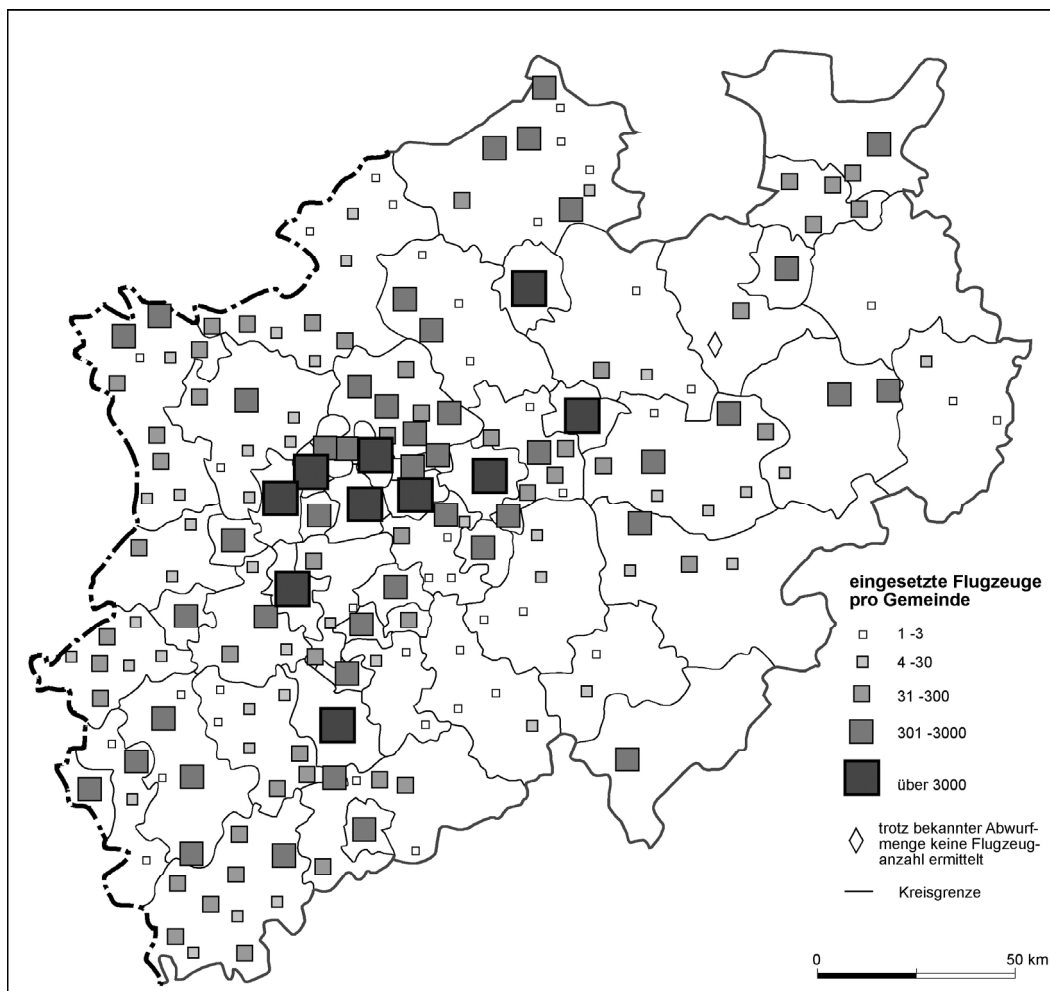 eingesetzte Flugzeuge
pro Gemeinde
1 -3
4 -30
31 -300
301 -3000
über 3000
trotz bekannter Abwurf-
menge keine Flugzeug-
anzahl ermittelt
Kreisgrenze
0 50 km